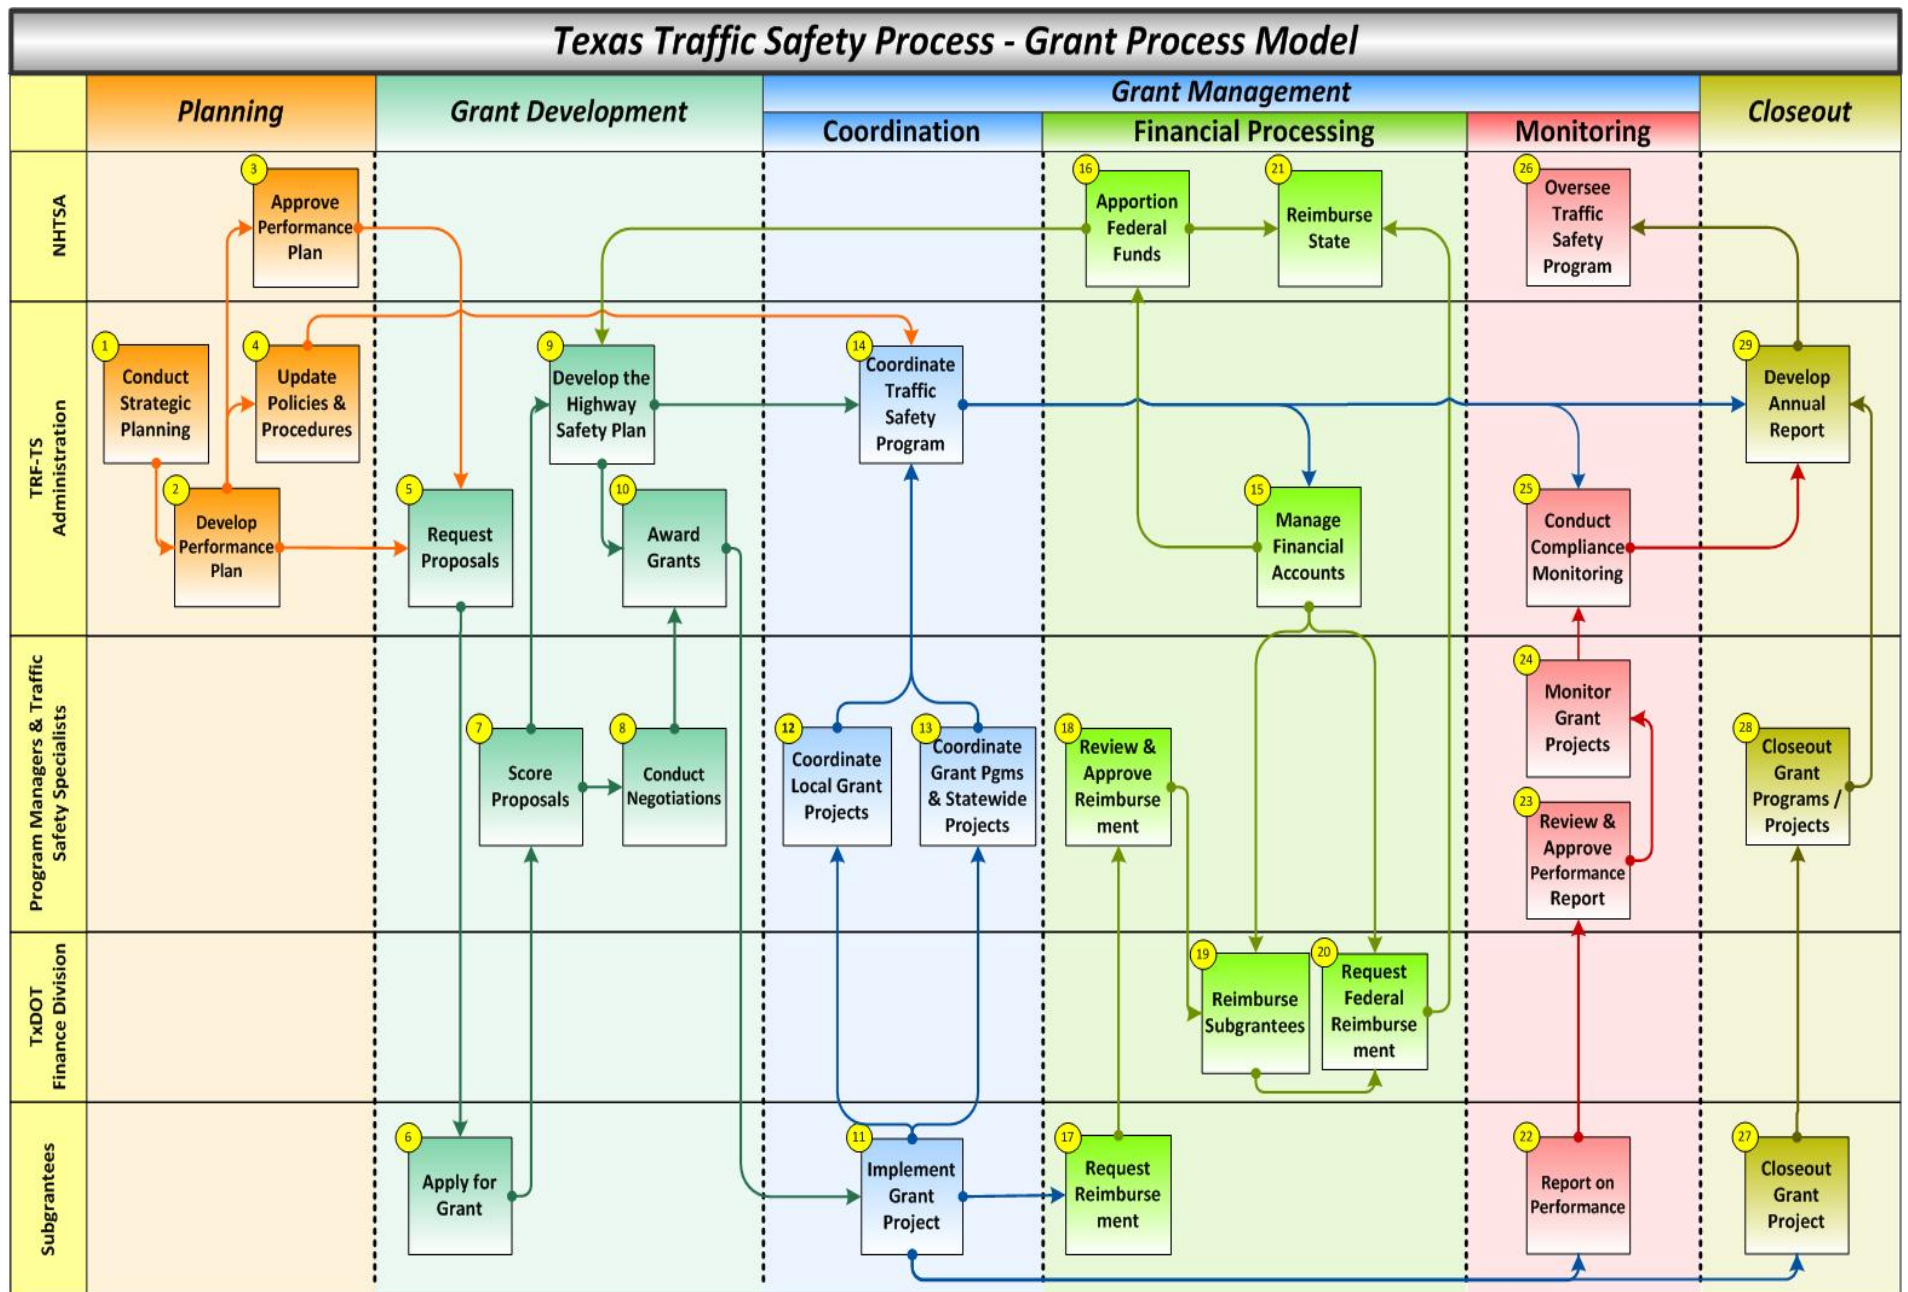 Texas Traffic Safety Process - Grant Process Model
Planning
Grant Development
Grant Management
Coordination
Financial Processing
Monitoring
Closeout
NHTSA
3
Approve
Performance
Plan
16
Apportion
Federal
Funds
21
Reimburse
State
26
Oversee
Traffic
Safety
Program
TRF-TS
Administration
1
Conduct
Strategic
Planning
4
Update
Policies &
Procedures
2
Develop
Performance
Plan
5
Request
Proposals
9
Develop the
Highway
Safety Plan
10
Award
Grants
14
Coordinate
Traffic
Safety
Program
15
Manage
Financial
Accounts
25
Conduct
Compliance
Monitoring
29
Develop
Annual
Report
Program Managers & Traffic
Safety Specialists
7
Score
Proposals
8
Conduct
Negotiations
12
Coordinate
Local Grant
Projects
13
Coordinate
Grant Pgms
& Statewide
Projects
18
Review &
Approve
Reimburse
ment
24
Monitor
Grant
Projects
23
Review &
Approve
Performance
Report
28
Closeout
Grant
Programs /
Projects
TxDOT
Finance Division
19
Reimburse
Subgrantees
20
Request
Federal
Reimburse
ment
Subgrantees
6
Apply for
Grant
11
Implement
Grant
Project
17
Request
Reimburse
ment
22
Report on
Performance
27
Closeout
Grant
Project